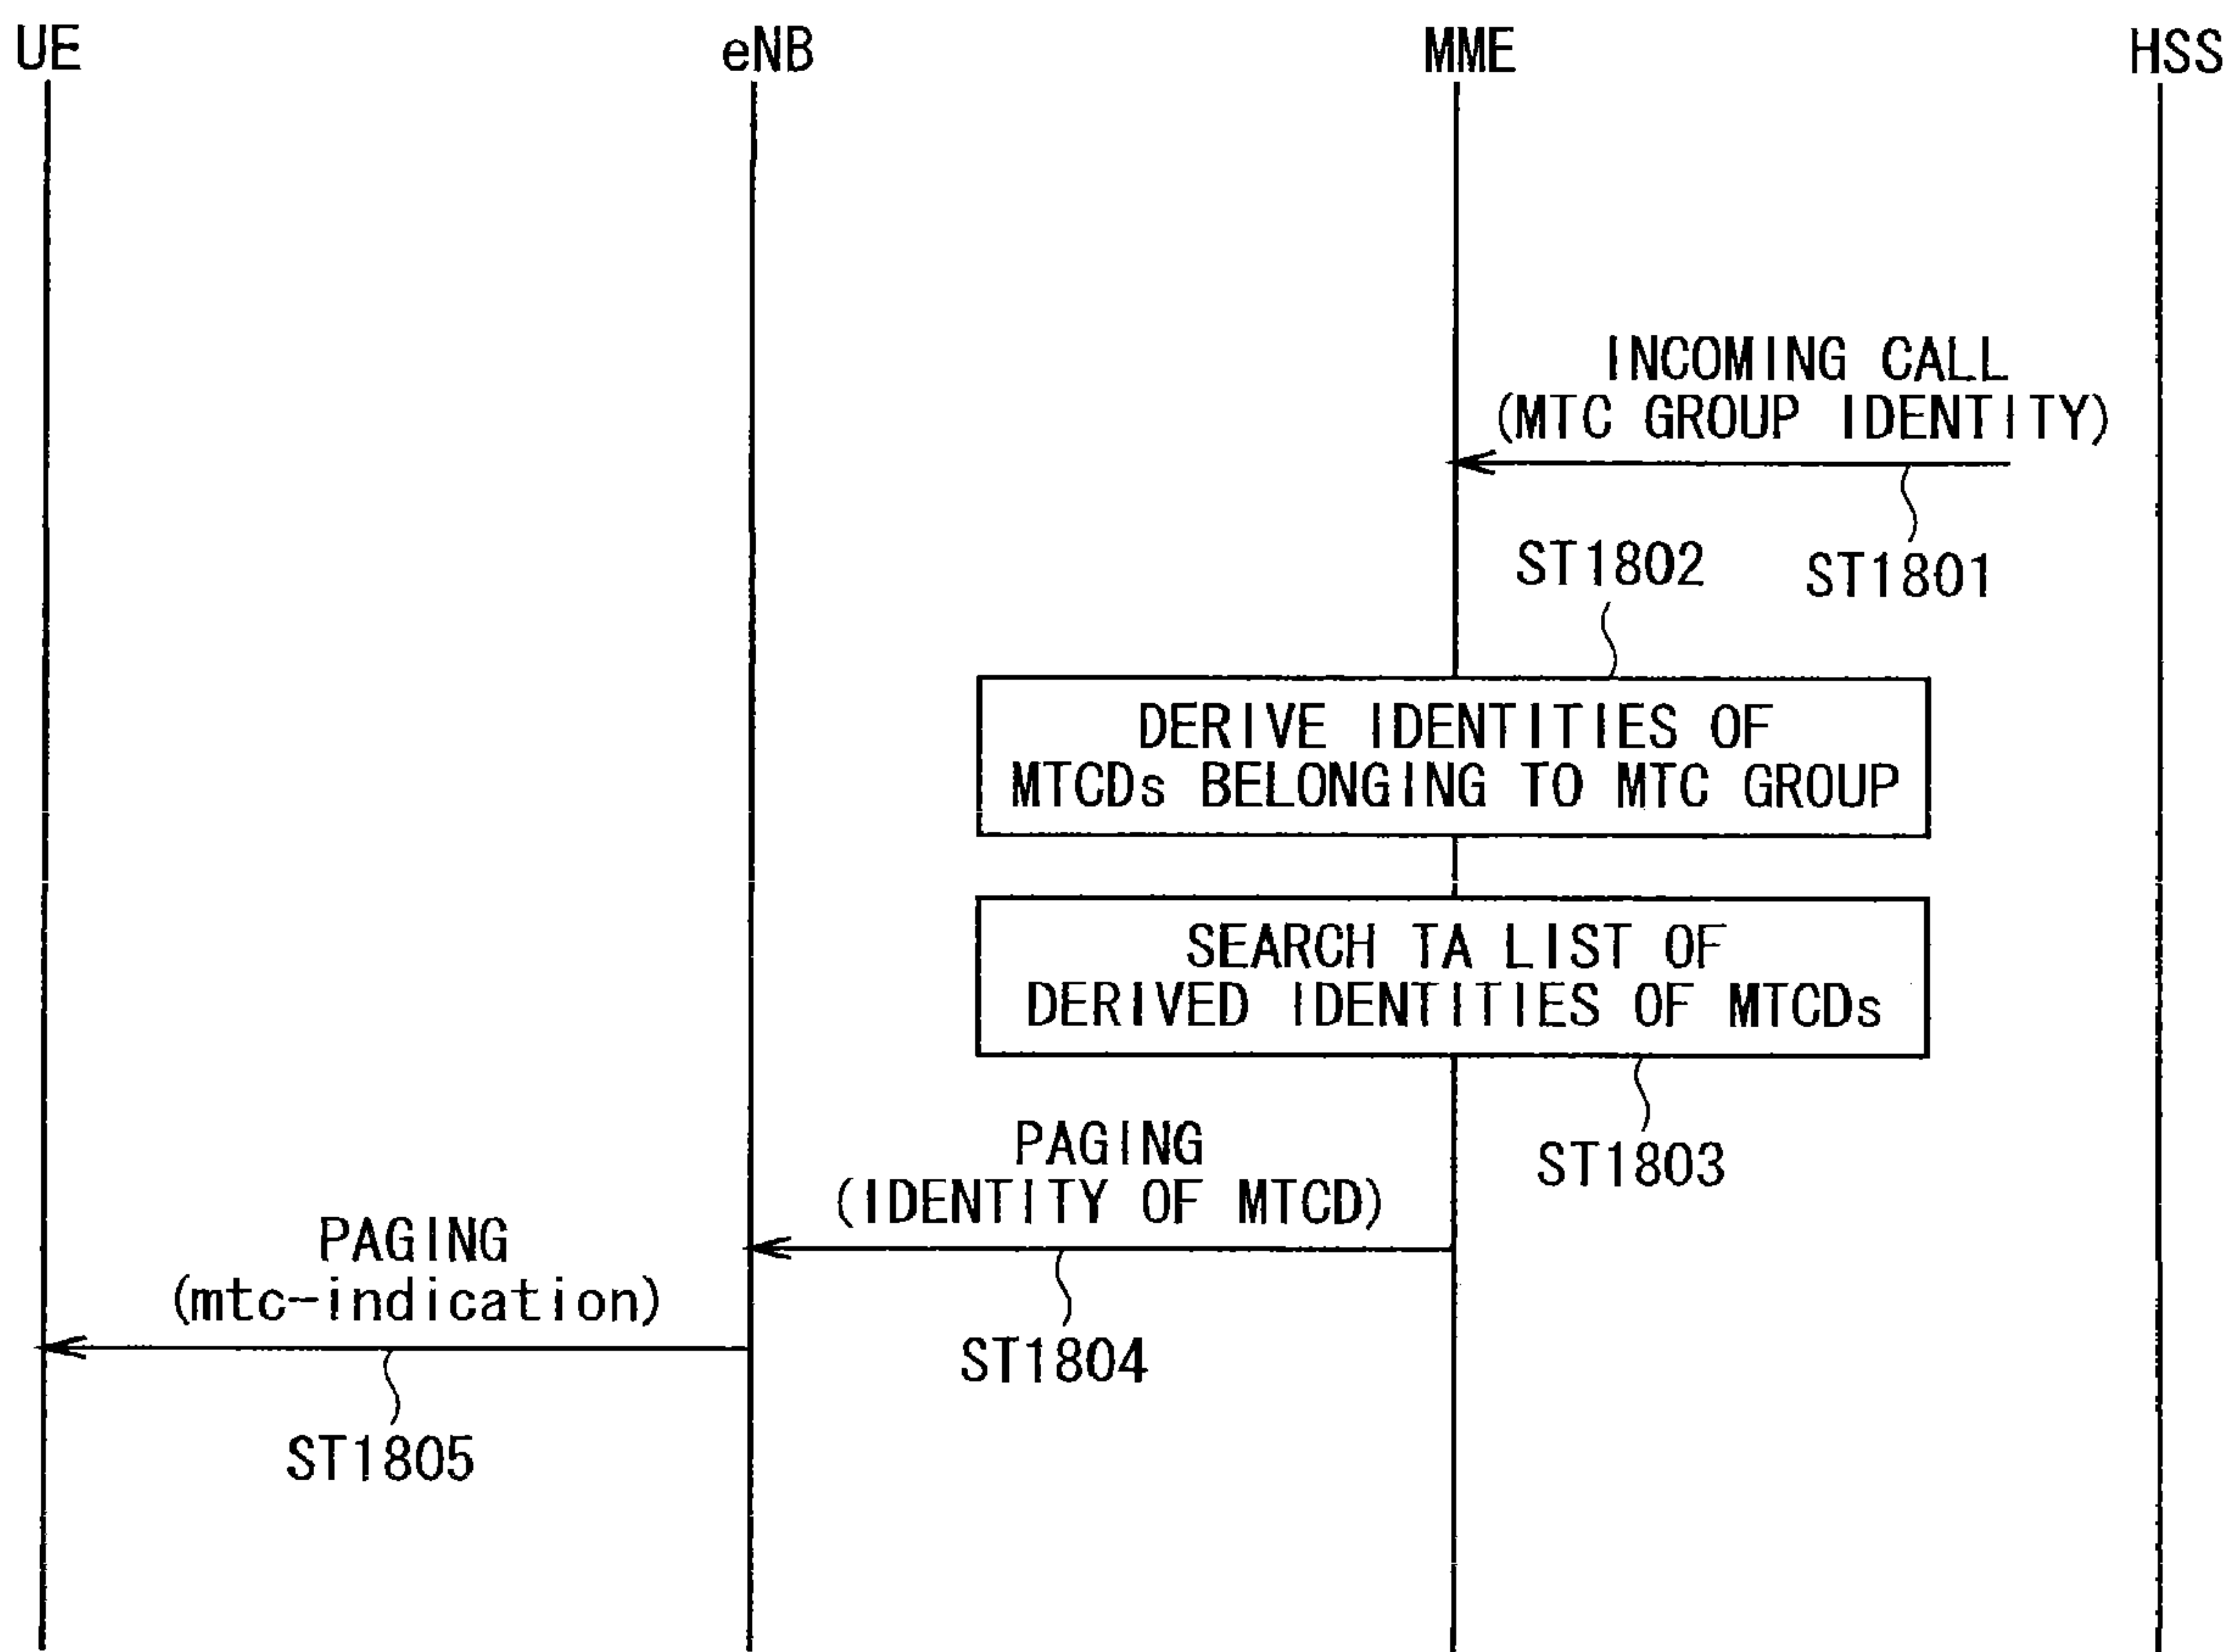 UE
eNB
MME
HSS
INCOMING CALL
(MTC GROUP IDENTITY)
ST1802
ST1801
DERIVE IDENTITIES OF
MTCDs BELONGING TO MTC GROUP
SEARCH TA LIST OF
DERIVED IDENTITIES OF MTCDs
PAGING
(IDENTITY OF MTCD)
ST1803
PAGING
(mtc-indication)
ST1804
ST1805